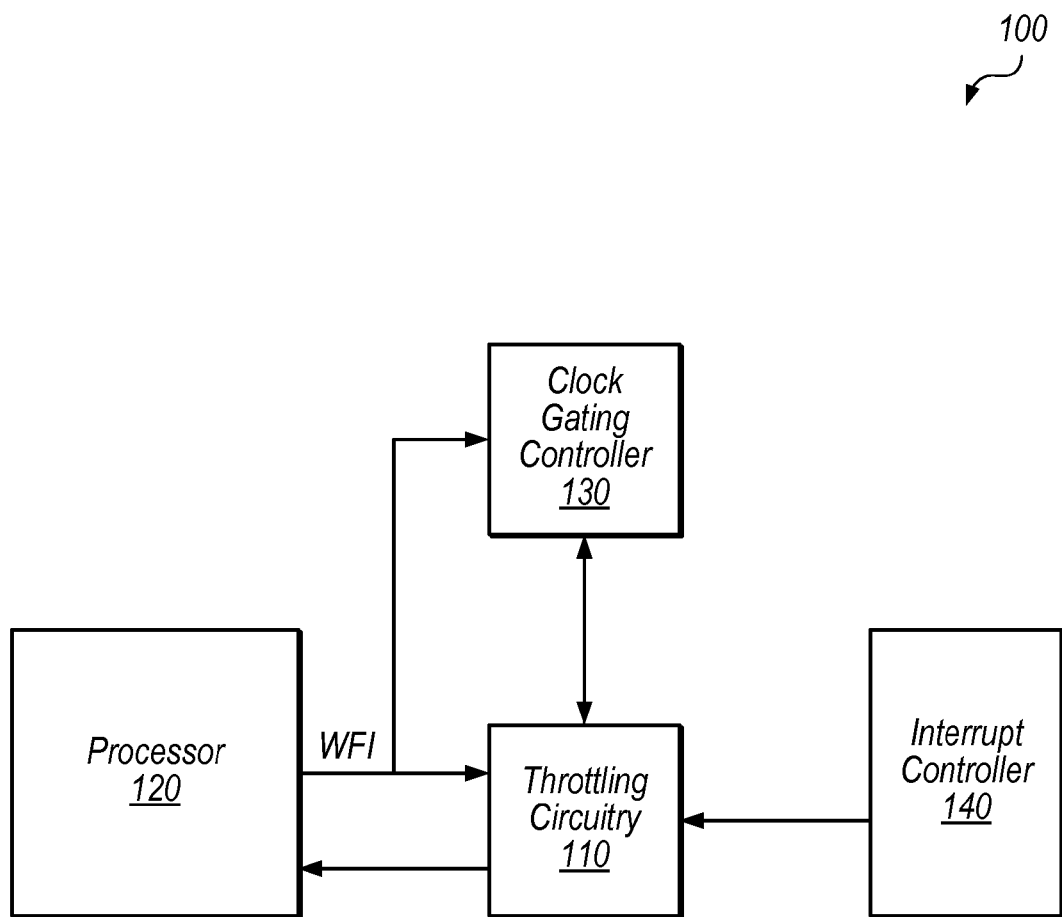 100
Clock
Gating
Controller
130
Processor
120
WFI
Throttling
Circuitry
110
Interrupt
Controller
140